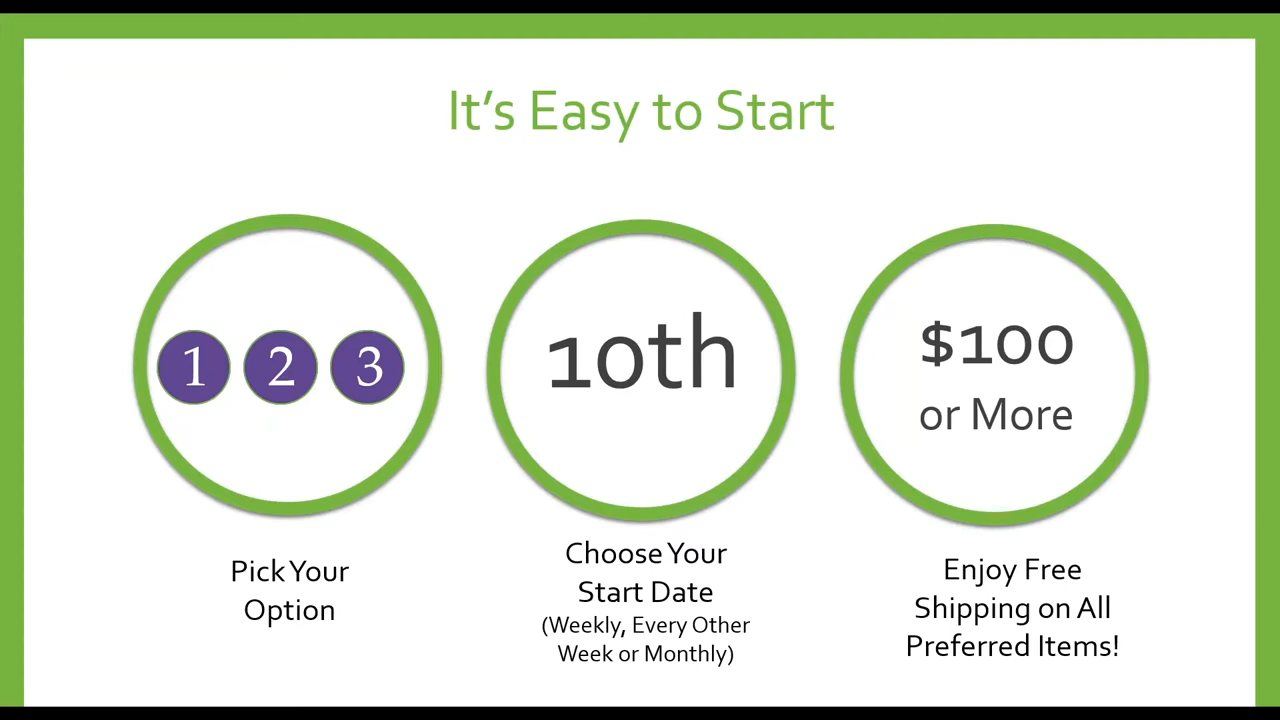 It's Easy to Start
1 2 3
10th
$100
or More
Pick Your
Option
Choose Your
Start Date
(Weekly, Every Other
Week or Monthly)
Enjoy Free
Shipping on All
Preferred Items!